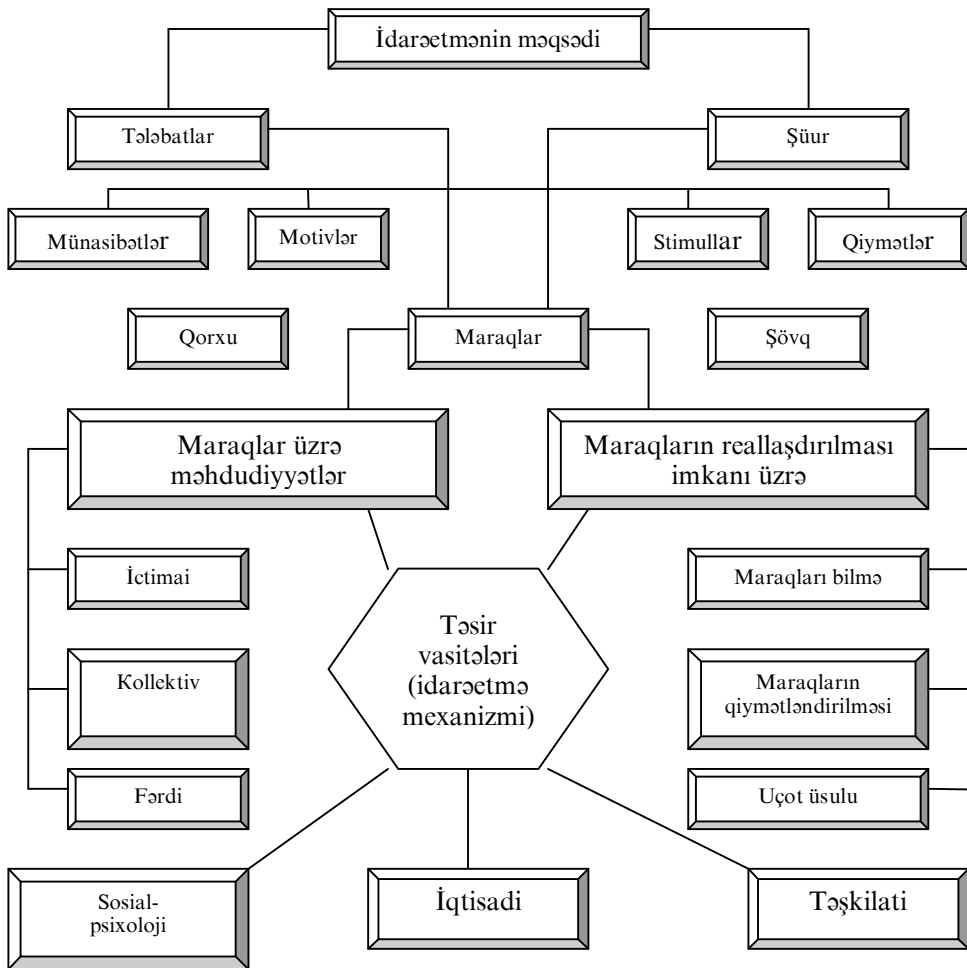 İdarəetmənin məqsədi
Tələbatlar
Şüur
Münasibətlər
Motivlər
Stimullar
Qiymətlər
Qorxu
Maraqlar
Şövq
Maraqlar üzrə
məhdudiyyətlər
Maraqların reallaşdırılması
imkanı üzrə
İctimai
Maraqları bilmə
Təsir
vasitələri
(idarəetmə
mexanizmi)
Kollektiv
Maraqların
qiymətləndirilməsi
Fərdi
Uçot üsulu
Sosial-
psixoloji
İqtisadi
Təşkilati